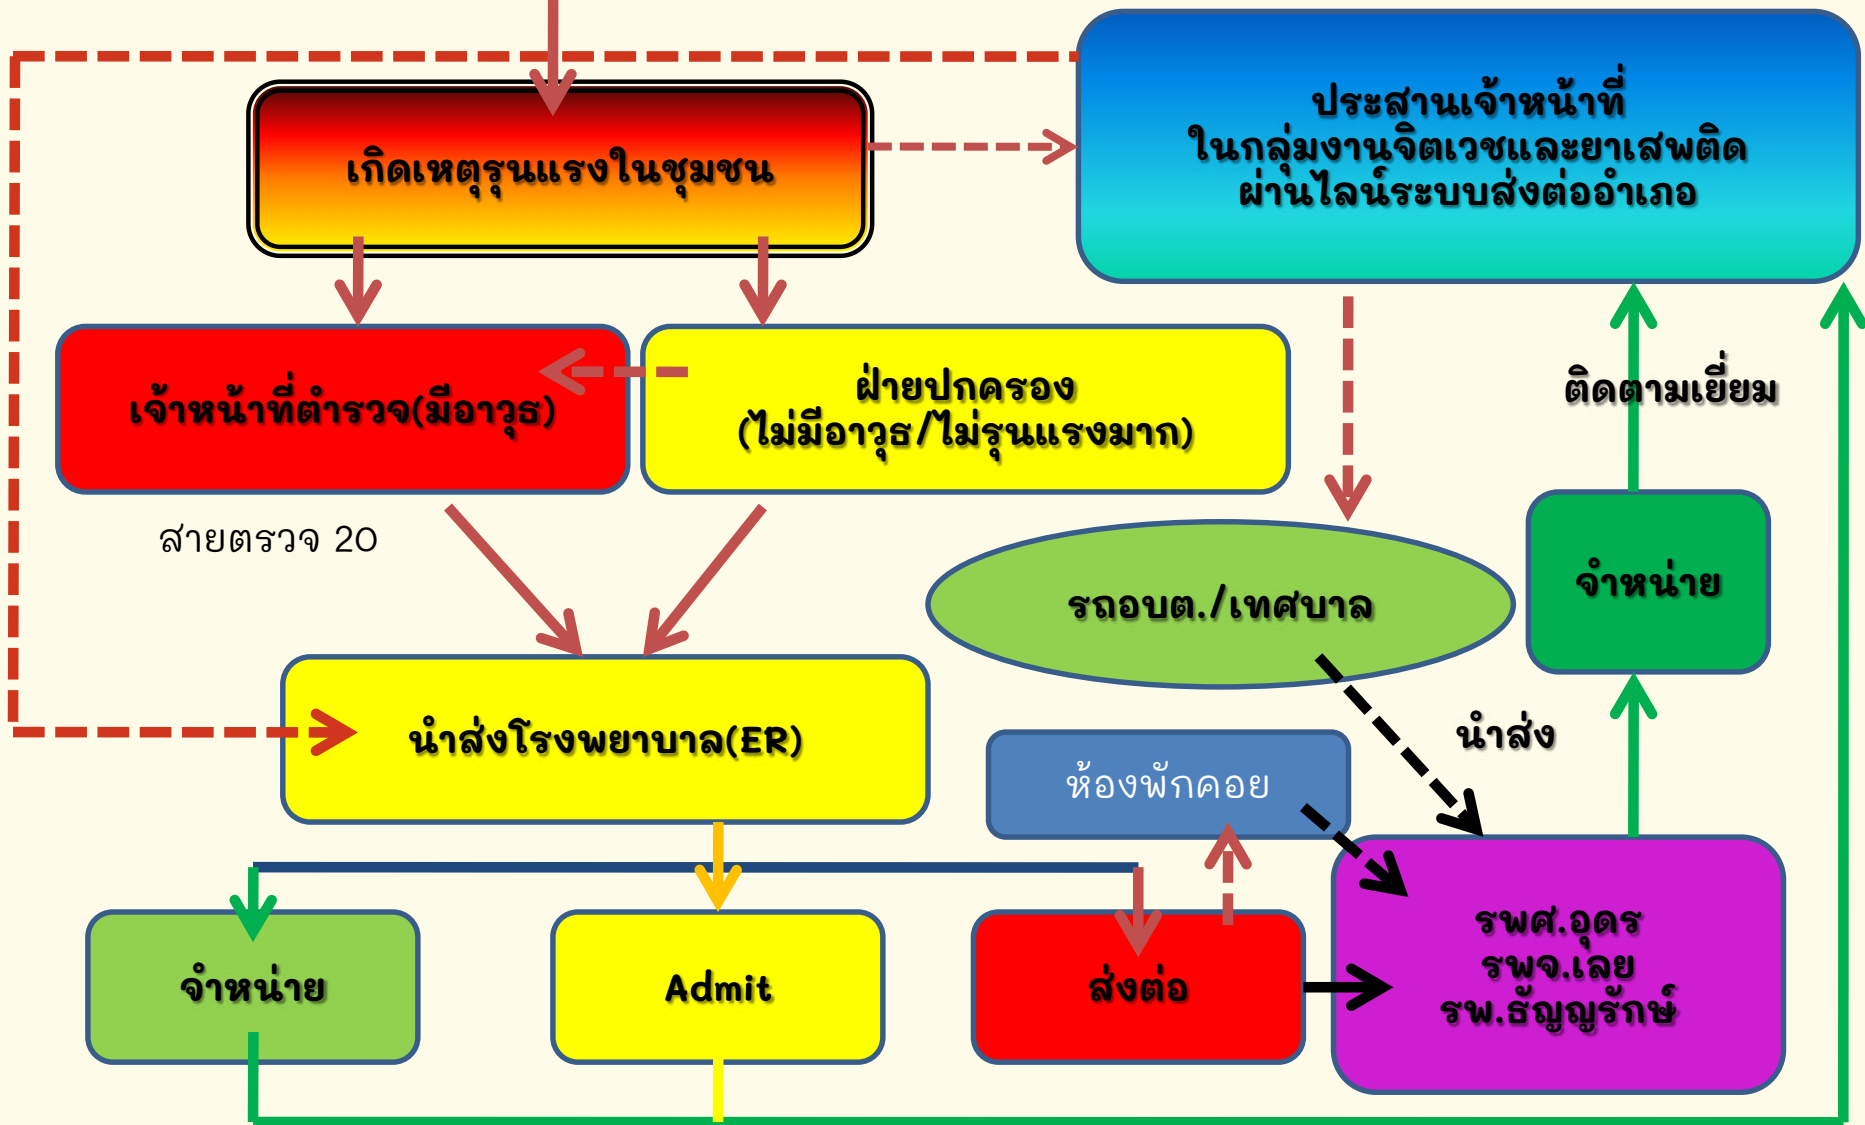 ประสานเจ้าหน้าที่
ในกลุ่มงานจิตเวชและยาเสพติด
ผ่านไลน์ระบบส่งต่ออำเภอ
เกิดเหตุรุนแรงในชุมชน
เจ้าหน้าที่ตำรวจ(มีอาวุธ)
ฝ่ายปกครอง
(ไม่มีอาวุธ/ไม่รุนแรงมาก)
ติดตามเยี่ยม
สายตรวจ 20
รถอบต./เทศบาล
จำหน่าย
นำส่งโรงพยาบาล(ER)
นำส่ง
ห้องพักคอย
จำหน่าย
Admit
ส่งต่อ
รพศ.อุดร
รพจ.เลย
รพ.ธัญญรักษ์